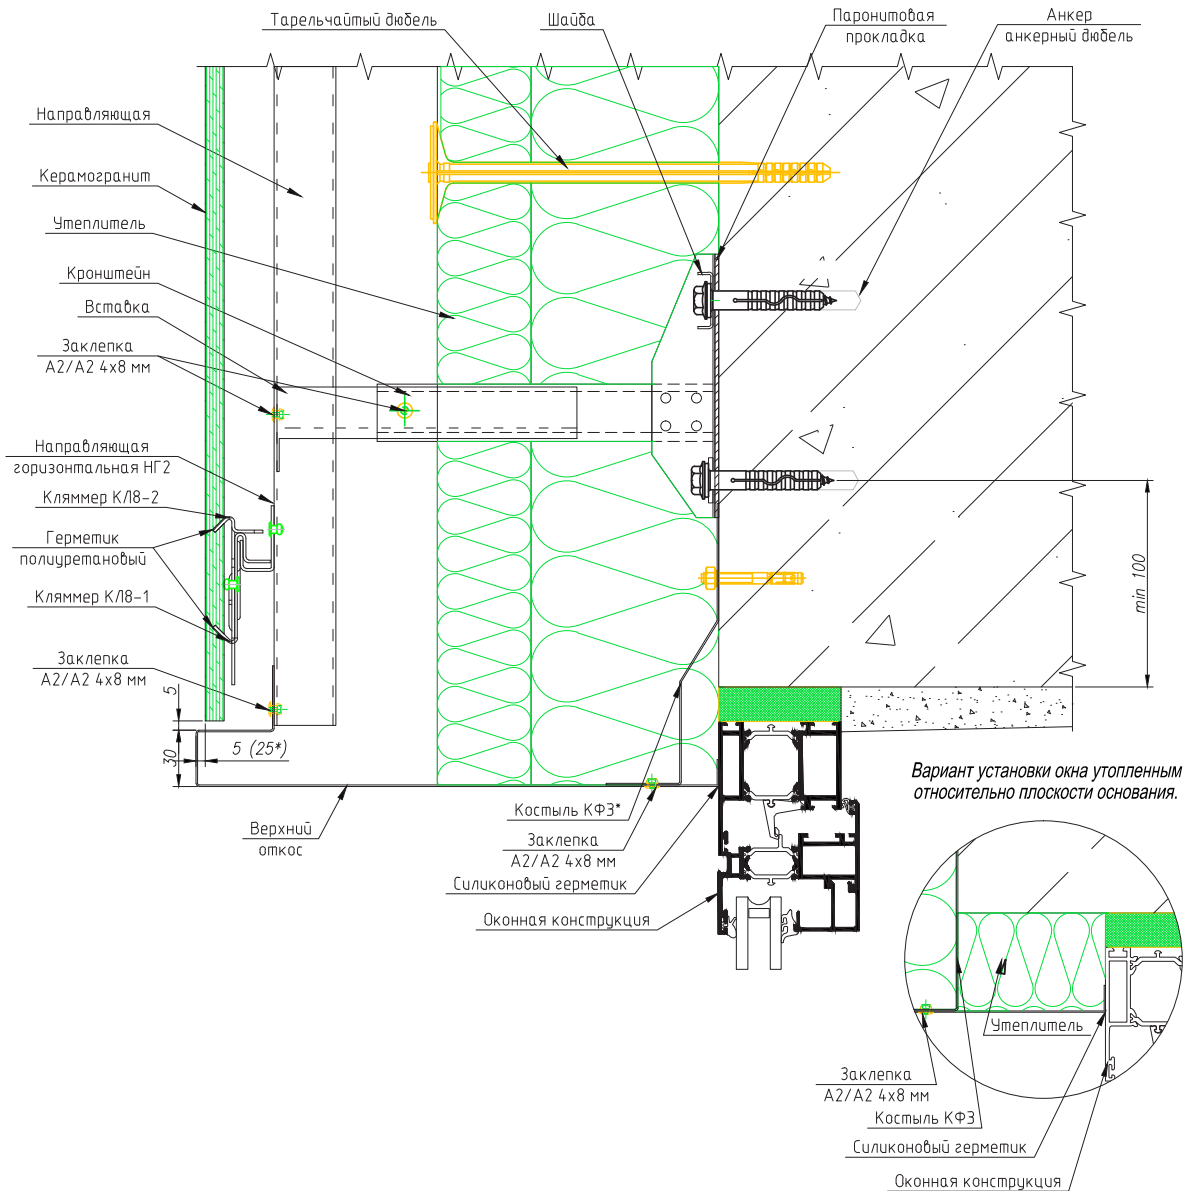 Тарельчайтый дюбель
Шайба
Паронитовая
прокладка
Анкер
анкерный дюбель
Направляющая
Керамогранит
Утеплитель
Кронштейн
Вставка
Заклепка
А2/А2 4х8 мм
Направляющая
горизонтальная НГ2
Кляммер КЛ8-2
Герметик
полиуретановый
Кляммер КЛ8-1
Заклепка
А2/А2 4х8 мм
5
30
5 (25*)
min 100
Верхний
откос
Костыль КФ3*
Заклепка
А2/А2 4х8 мм
Силиконовый герметик
Оконная конструкция
Вариант установки окна утопленным
относительно плоскости основания.
Утеплитель
Заклепка
А2/А2 4х8 мм
Костыль КФ3
Силиконовый герметик
Оконная конструкция